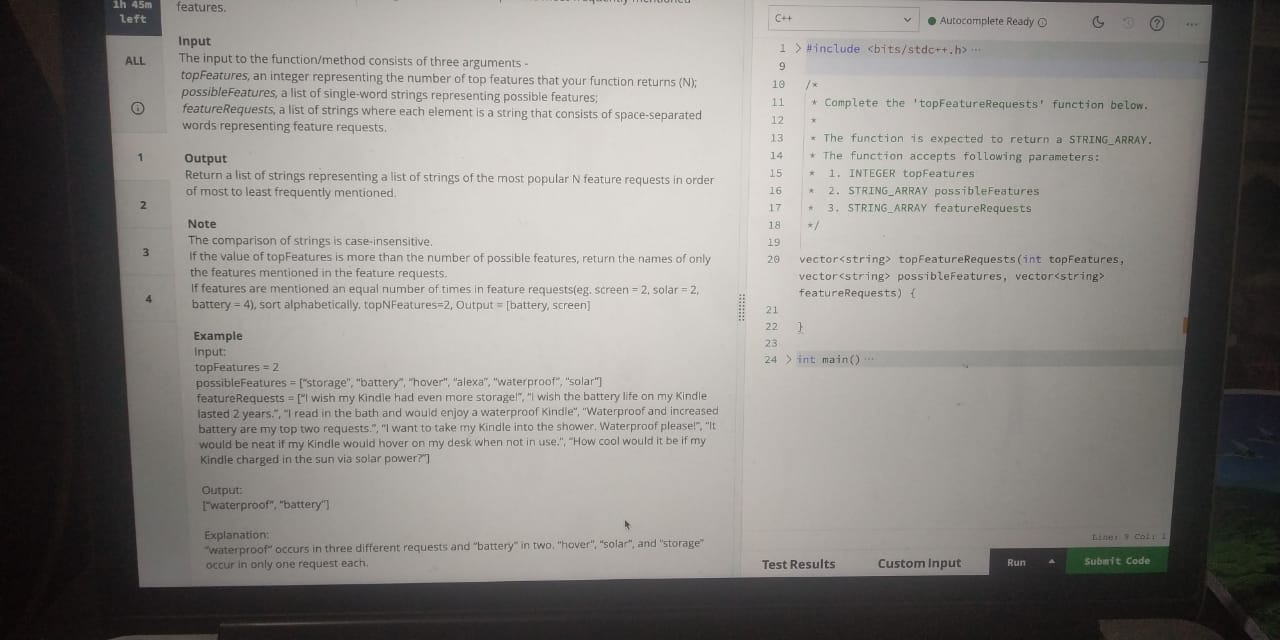 1h 45m
left
features.
Input
The input to the function/method consists of three arguments -
topFeatures, an integer representing the number of top features that your function returns (N);
possibleFeatures, a list of single-word strings representing possible features;
featureRequests, a list of strings where each element is a string that consists of space-separated
words representing feature requests.
Output
Return a list of strings representing a list of strings of the most popular N feature requests in order
of most to least frequently mentioned.
Note
The comparison of strings is case-insensitive.
If the value of topFeatures is more than the number of possible features, return the names of only
the features mentioned in the feature requests.
If features are mentioned an equal number of times in feature requests(eg. screen = 2, solar = 2,
battery = 4), sort alphabetically. topNFeatures=2, Output = [battery, screen]
Example
Input:
topFeatures = 2
possibleFeatures = ["storage", "battery", "hover", "alexa", "waterproof", "solar"]
featureRequests = ["I wish my Kindle had even more storage!", "I wish the battery life on my Kindle
lasted 2 years.", "I read in the bath and would enjoy a waterproof Kindle", "Waterproof and increased
battery are my top two requests.", "I want to take my Kindle into the shower. Waterproof please!", "It
would be neat if my Kindle would hover on my desk when not in use.", "How cool would it be if my
Kindle charged in the sun via solar power?"]
Output:
["waterproof", "battery"]
Explanation:
"waterproof" occurs in three different requests and "battery" in two. "hover", "solar", and "storage"
occur in only one request each.
ALL
1
2
3
4
C++
Autocomplete Ready
1 > #include <bits/stdc++.h> ...
9
10 /*
11 * Complete the 'topFeatureRequests' function below.
12 *
13 * The function is expected to return a STRING_ARRAY.
14 * The function accepts following parameters:
15 * 1. INTEGER topFeatures
16 * 2. STRING_ARRAY possibleFeatures
17 * 3. STRING_ARRAY featureRequests
18 */
19
20 vector<string> topFeatureRequests(int topFeatures,
vector<string> possibleFeatures, vector<string>
featureRequests) {
21
22 }
23
24 > int main() ...
Line: 9 Col: 1
Test Results
Custom Input
Run
Submit Code